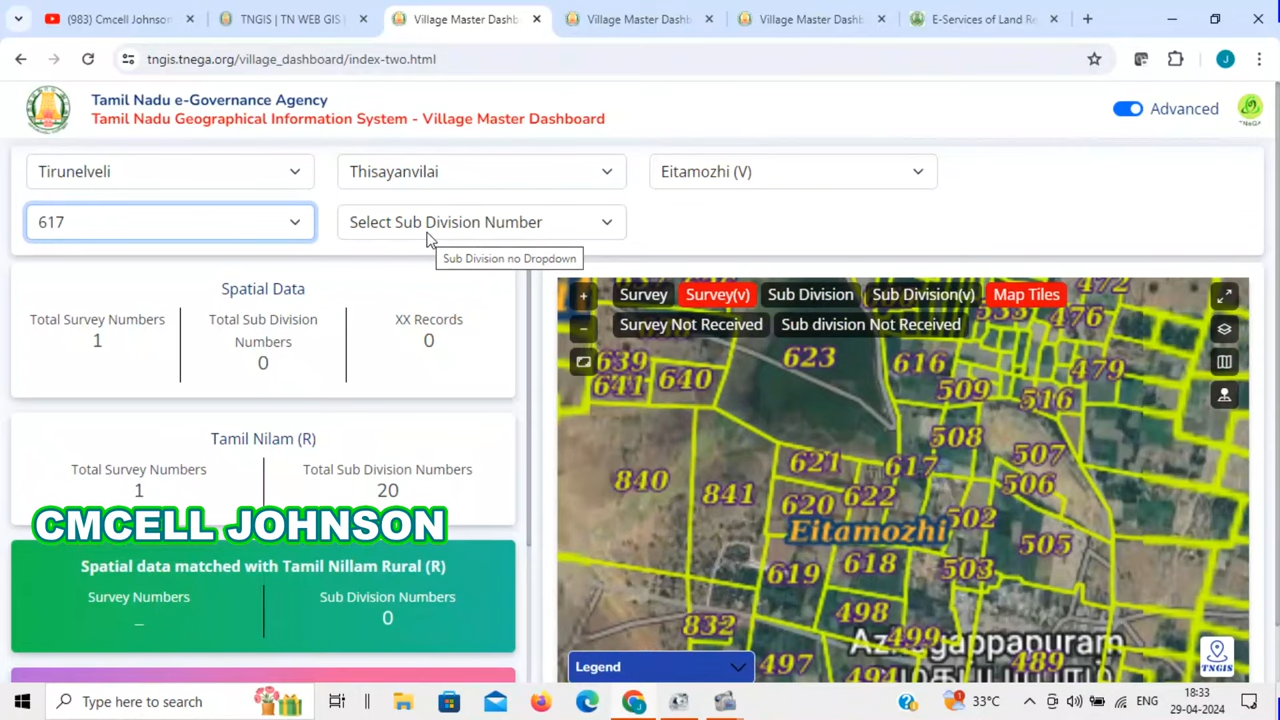 (983) Cmcell Johnson
TNGIS | TN WEB GIS |
Village Master Dashb
Village Master Dashb
Village Master Dashb
E-Services of Land Re
tngis.tnega.org/village_dashboard/index-two.html
J
Tamil Nadu e-Governance Agency
Tamil Nadu Geographical Information System - Village Master Dashboard
Advanced
TNeGA
Tirunelveli
Thisayanvilai
Eitamozhi (V)
617
Select Sub Division Number
Sub Division no Dropdown
Spatial Data
Total Survey Numbers
1
Total Sub Division Numbers
0
XX Records
0
Tamil Nilam (R)
Total Survey Numbers
1
Total Sub Division Numbers
20
CMCELL JOHNSON
Spatial data matched with Tamil Nillam Rural (R)
Survey Numbers
_
Sub Division Numbers
0
+
−
Survey
Survey(v)
Sub Division
Sub Division(v)
Map Tiles
Survey Not Received
Sub division Not Received
472
533
476
639
623
616
479
641
640
509
516
508
507
621
617
506
840
841
620
622
502
Eitamozhi
505
619
618
503
498
832
499
Azhagappapuram
497
494
489
Legend
TNGIS
Type here to search
33°C
ENG
18:33
29-04-2024